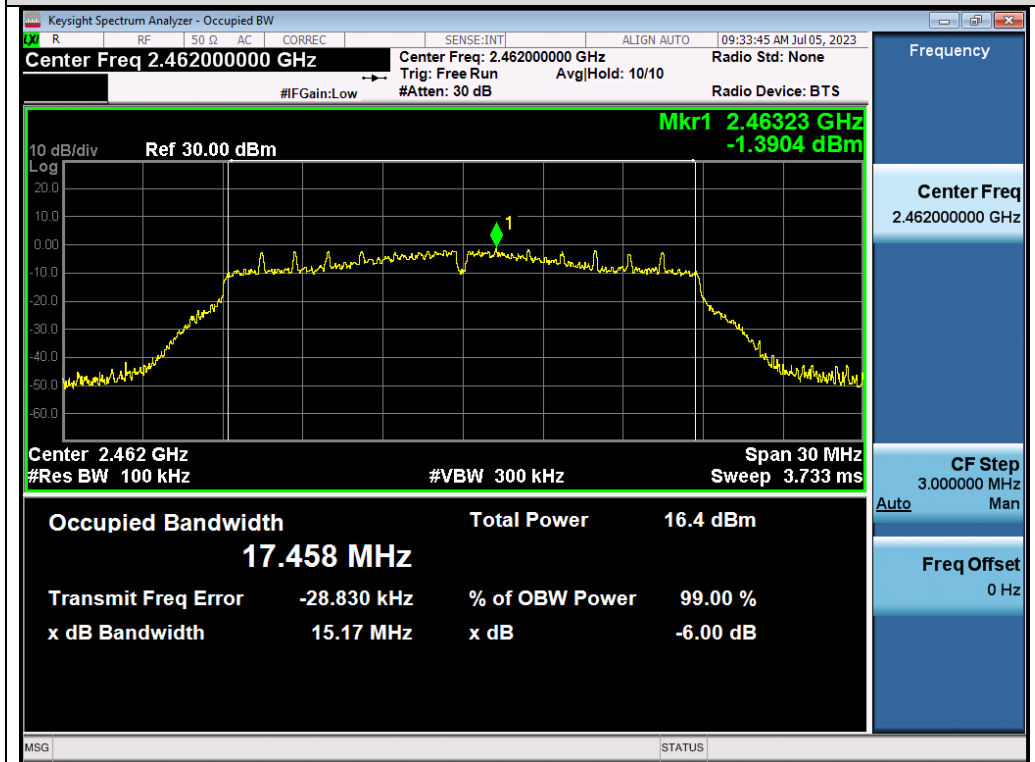 Keysight Spectrum Analyzer - Occupied BW
LXI R RF 50 Ω AC CORREC SENSE:INT ALIGN AUTO 09:33:45 AM Jul 05, 2023
Center Freq 2.462000000 GHz
Center Freq: 2.462000000 GHz
Radio Std: None
Trig: Free Run Avg|Hold: 10/10
#IFGain:Low
#Atten: 30 dB
Radio Device: BTS
Frequency
Mkr1 2.46323 GHz
-1.3904 dBm
10 dB/div Ref 30.00 dBm
Log
20.0
10.0
0.00
-10.0
-20.0
-30.0
-40.0
-50.0
-60.0
1
Center 2.462 GHz Span 30 MHz
#Res BW 100 kHz #VBW 300 kHz Sweep 3.733 ms
Center Freq
2.462000000 GHz
CF Step
3.000000 MHz
Auto Man
Freq Offset
0 Hz
Occupied Bandwidth Total Power 16.4 dBm
17.458 MHz
Transmit Freq Error -28.830 kHz % of OBW Power 99.00 %
x dB Bandwidth 15.17 MHz x dB -6.00 dB
MSG STATUS